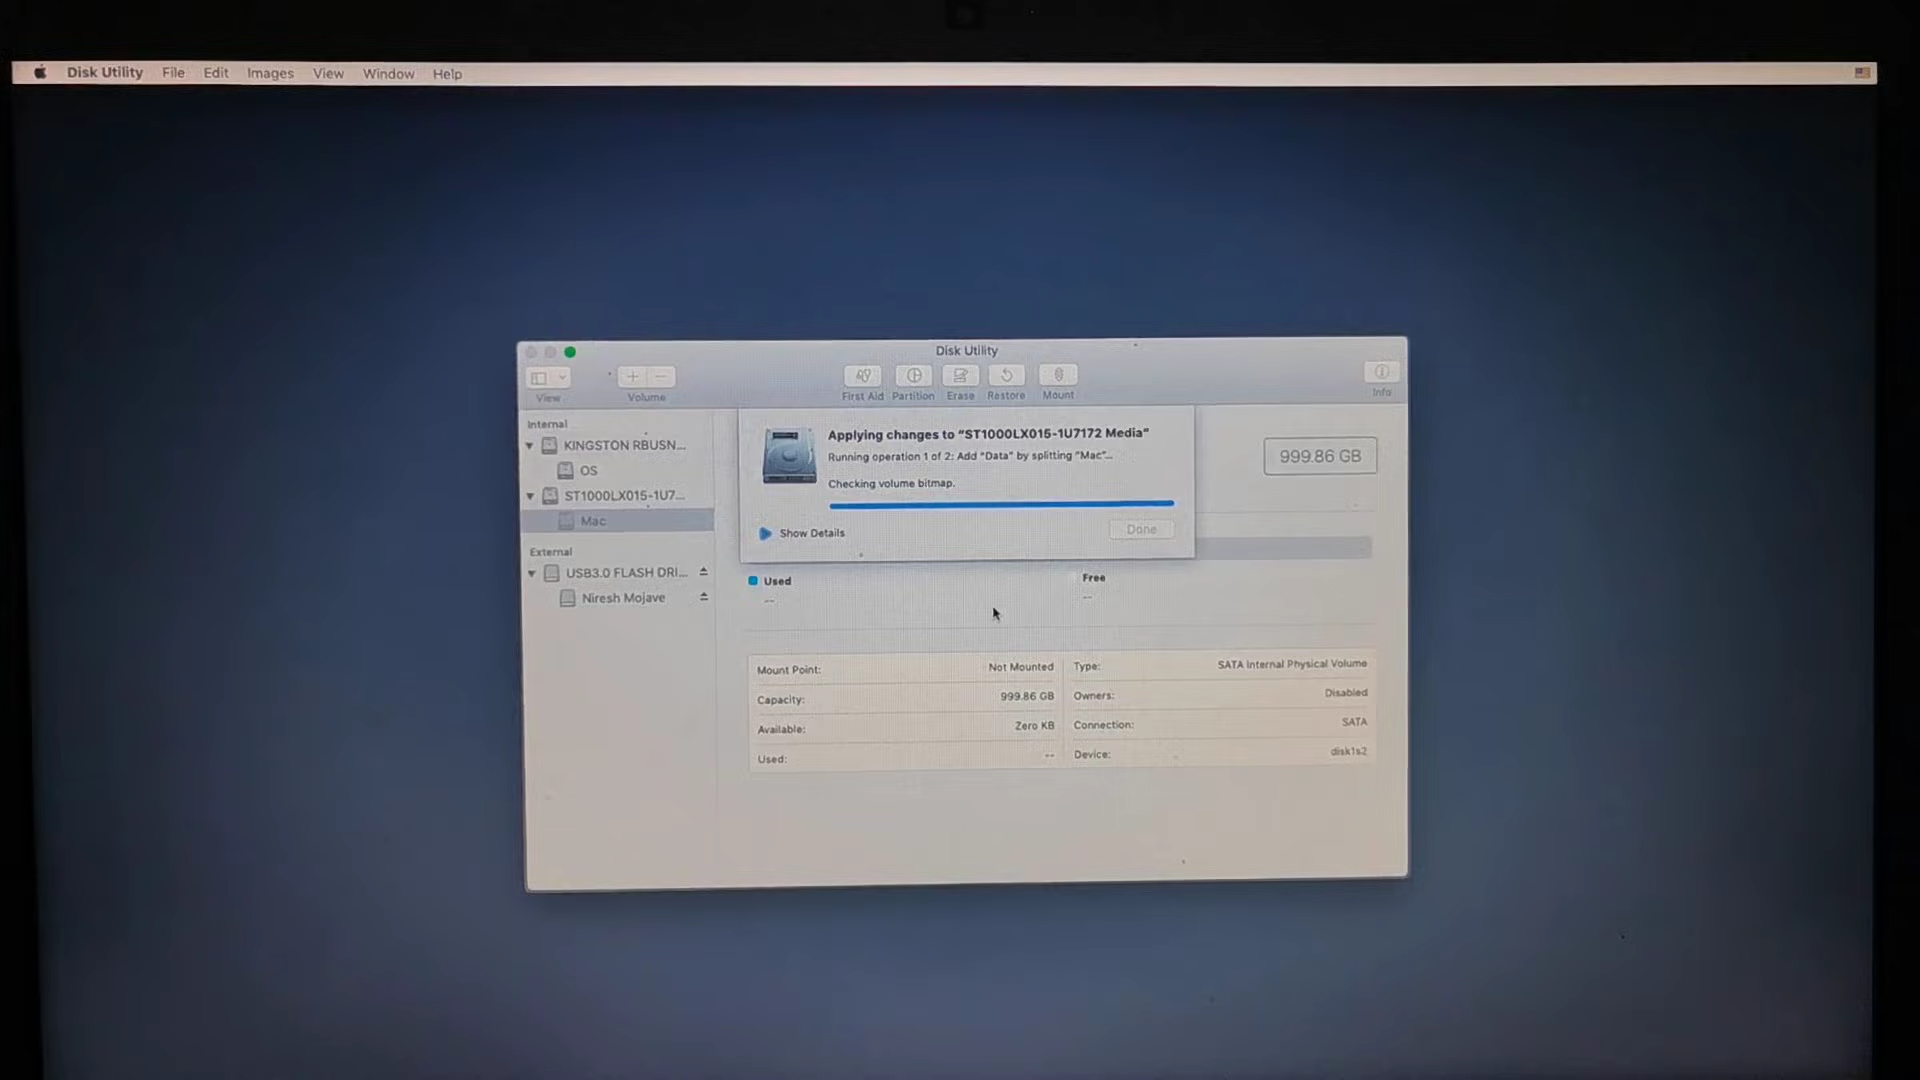 Disk Utility File Edit Images View Window Help
Disk Utility
View Volume First Aid Partition Erase Restore Mount Info
Internal
KINGSTON RBUSN...
OS
ST1000LX015-1U7...
Mac
External
USB3.0 FLASH DRI...
Niresh Mojave
Applying changes to “ST1000LX015-1U7172 Media”
Running operation 1 of 2: Add “Data” by splitting “Mac”...
Checking volume bitmap.
Show Details
Done
999.86 GB
Used
--
Free
--
Mount Point: Not Mounted
Capacity: 999.86 GB
Available: Zero KB
Used: --
Type: SATA Internal Physical Volume
Owners: Disabled
Connection: SATA
Device: disk1s2